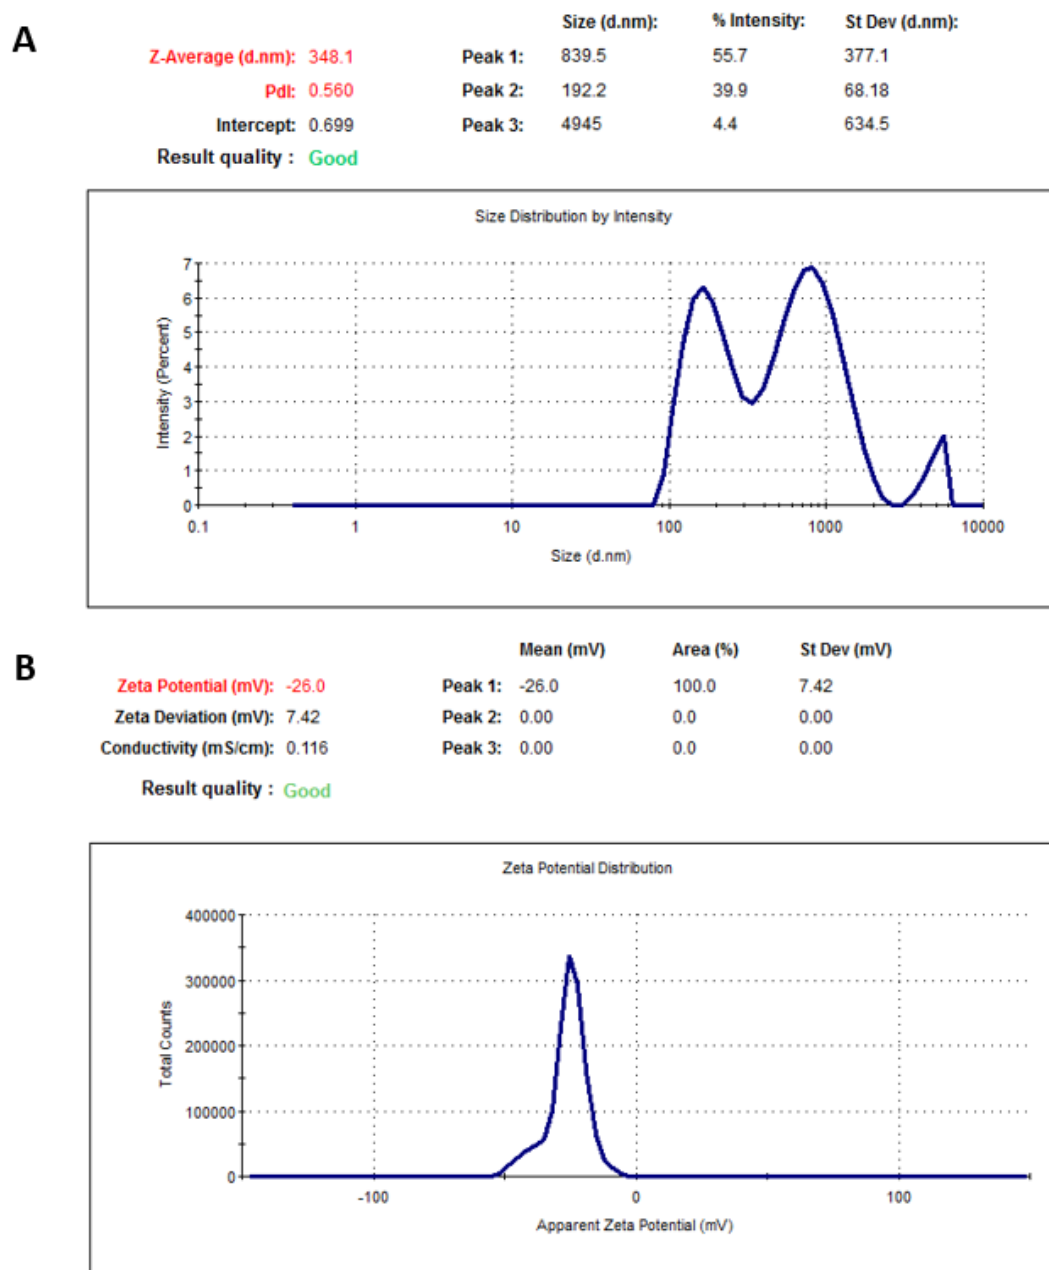 A
Size (d.nm): % Intensity: St Dev (d.nm):
Z-Average (d.nm): 348.1 Peak 1: 839.5 55.7 377.1
PdI: 0.560 Peak 2: 192.2 39.9 68.18
Intercept: 0.699 Peak 3: 4945 4.4 634.5
Result quality : Good
Size Distribution by Intensity
Intensity (Percent)
7
6
5
4
3
2
1
0
0.1 1 10 100 1000 10000
Size (d.nm)
B
Mean (mV) Area (%) St Dev (mV)
Zeta Potential (mV): -26.0 Peak 1: -26.0 100.0 7.42
Zeta Deviation (mV): 7.42 Peak 2: 0.00 0.0 0.00
Conductivity (mS/cm): 0.116 Peak 3: 0.00 0.0 0.00
Result quality : Good
Zeta Potential Distribution
Total Counts
400000
300000
200000
100000
0
-100 0 100
Apparent Zeta Potential (mV)